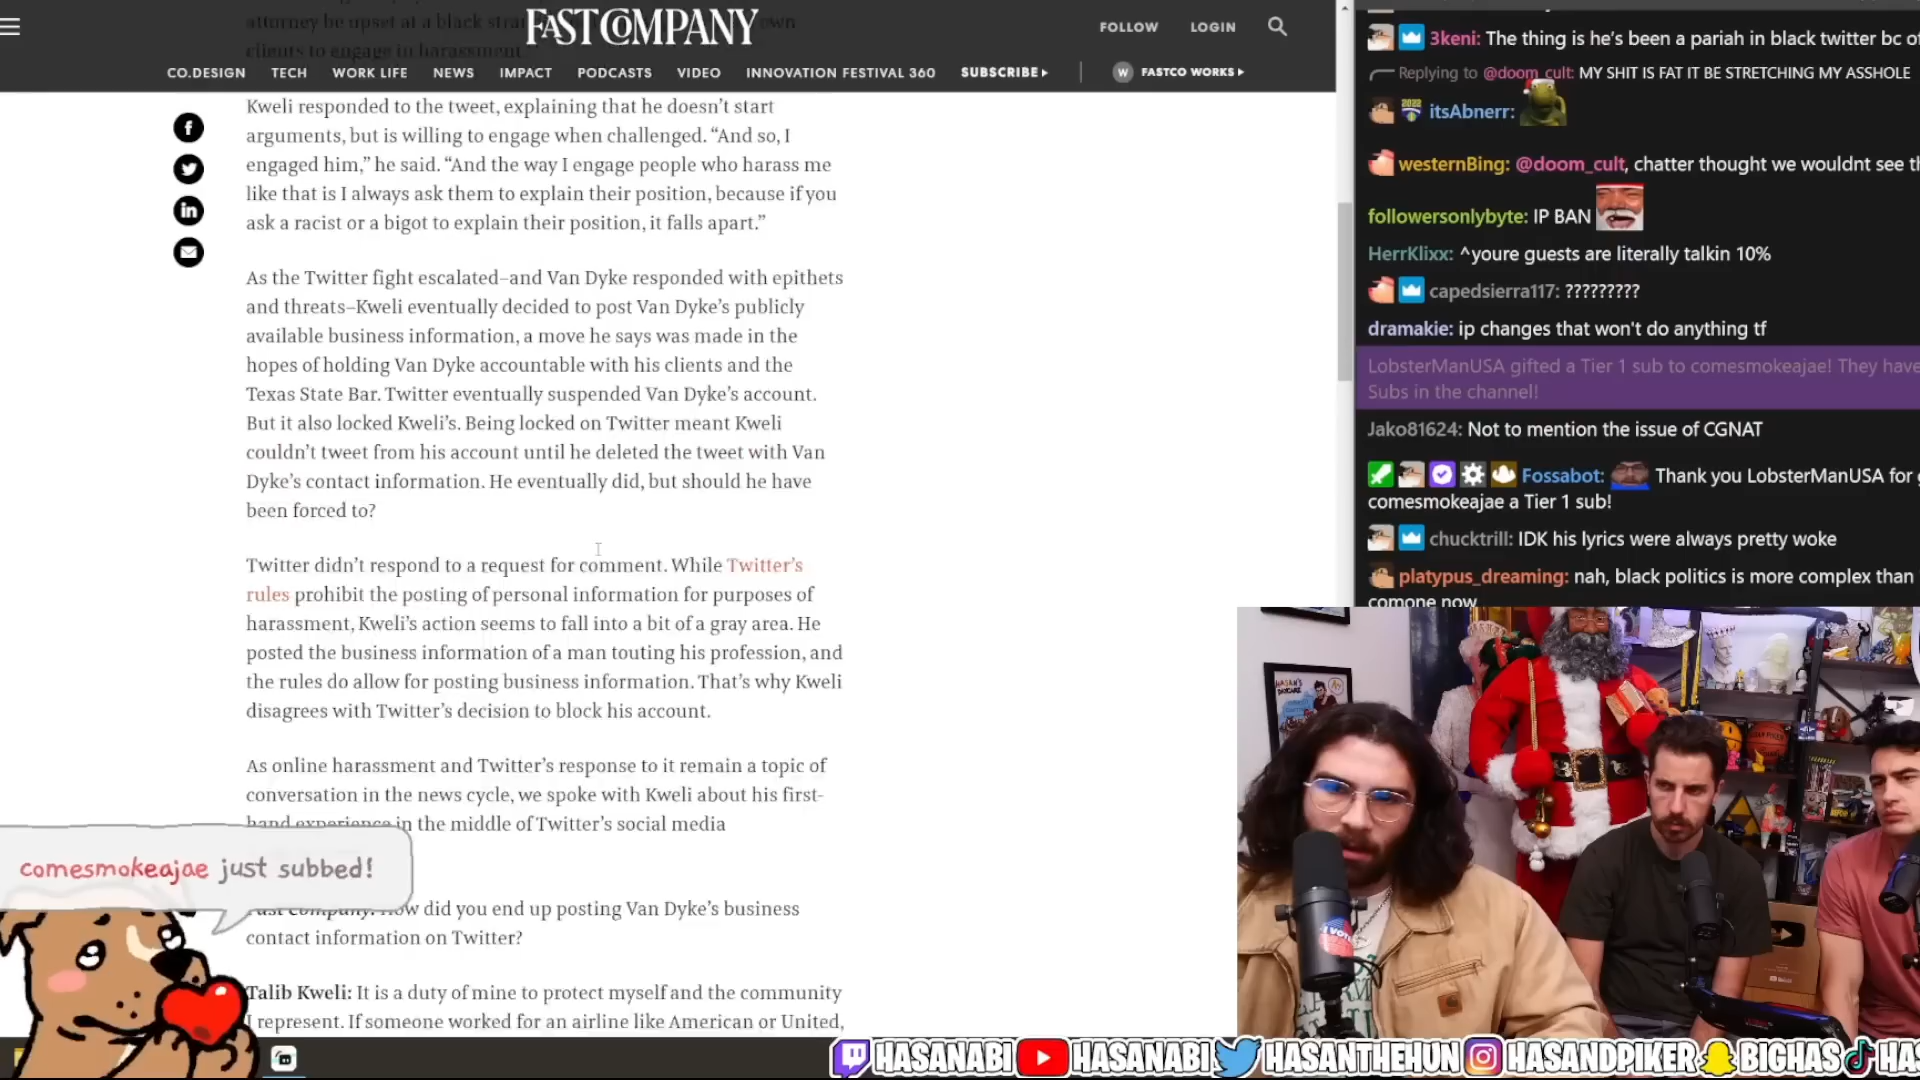 attorney be upset at a black own
clients to engage in harassment
FAST COMPANY
FOLLOW LOGIN
CO.DESIGN TECH WORK LIFE NEWS IMPACT PODCASTS VIDEO INNOVATION FESTIVAL 360 SUBSCRIBE W FASTCO WORKS
Kweli responded to the tweet, explaining that he doesn’t start
arguments, but is willing to engage when challenged. “And so, I
engaged him,” he said. “And the way I engage people who harass me
like that is I always ask them to explain their position, because if you
ask a racist or a bigot to explain their position, it falls apart.”
As the Twitter fight escalated–and Van Dyke responded with epithets
and threats–Kweli eventually decided to post Van Dyke’s publicly
available business information, a move he says was made in the
hopes of holding Van Dyke accountable with his clients and the
Texas State Bar. Twitter eventually suspended Van Dyke’s account.
But it also locked Kweli’s. Being locked on Twitter meant Kweli
couldn’t tweet from his account until he deleted the tweet with Van
Dyke’s contact information. He eventually did, but should he have
been forced to?
Twitter didn’t respond to a request for comment. While Twitter’s
rules prohibit the posting of personal information for purposes of
harassment, Kweli’s action seems to fall into a bit of a gray area. He
posted the business information of a man touting his profession, and
the rules do allow for posting business information. That’s why Kweli
disagrees with Twitter’s decision to block his account.
As online harassment and Twitter’s response to it remain a topic of
conversation in the news cycle, we spoke with Kweli about his first-
hand experience in the middle of Twitter’s social media
did you end up posting Van Dyke’s business
contact information on Twitter?
Talib Kweli: It is a duty of mine to protect myself and the community
I represent. If someone worked for an airline like American or United,
comesmokeajae just subbed!
3keni: The thing is he’s been a pariah in black twitter bc of
Replying to @doom_cult: MY SHIT IS FAT IT BE STRETCHING MY ASSHOLE
2022 itsAbnerr:
westernBing: @doom_cult, chatter thought we wouldnt see th
followersonlybyte: IP BAN
HerrKlixx: ^youre guests are literally talkin 10%
capedsierra117: ?????????
dramakie: ip changes that won't do anything tf
LobsterManUSA gifted a Tier 1 sub to comesmokeajae! They have
Subs in the channel!
Jako81624: Not to mention the issue of CGNAT
Fossabot: Thank you LobsterManUSA for g
comesmokeajae a Tier 1 sub!
chucktrill: IDK his lyrics were always pretty woke
platypus_dreaming: nah, black politics is more complex than
comone now
HASAN'S
DAYCARE
A+
I VOTE
HASANABI HASANABI HASANTHEHUN HASANDPIKER BIGHAS HAS